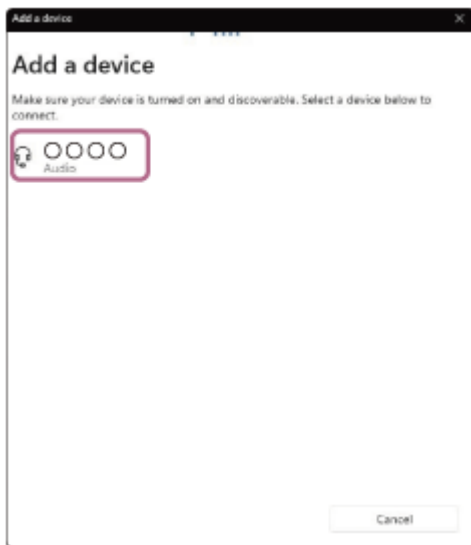 Add a device
Add a device
Make sure your device is turned on and discoverable. Select a device below to
connect.
○○○○
Audio
Cancel